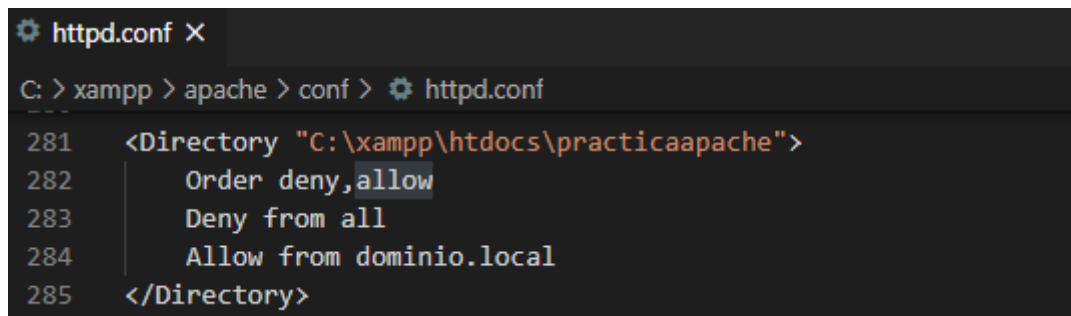 httpd.conf ×
C: > xampp > apache > conf > httpd.conf
281 <Directory "C:\xampp\htdocs\practicaapache">
282 Order deny,allow
283 Deny from all
284 Allow from dominio.local
285 </Directory>